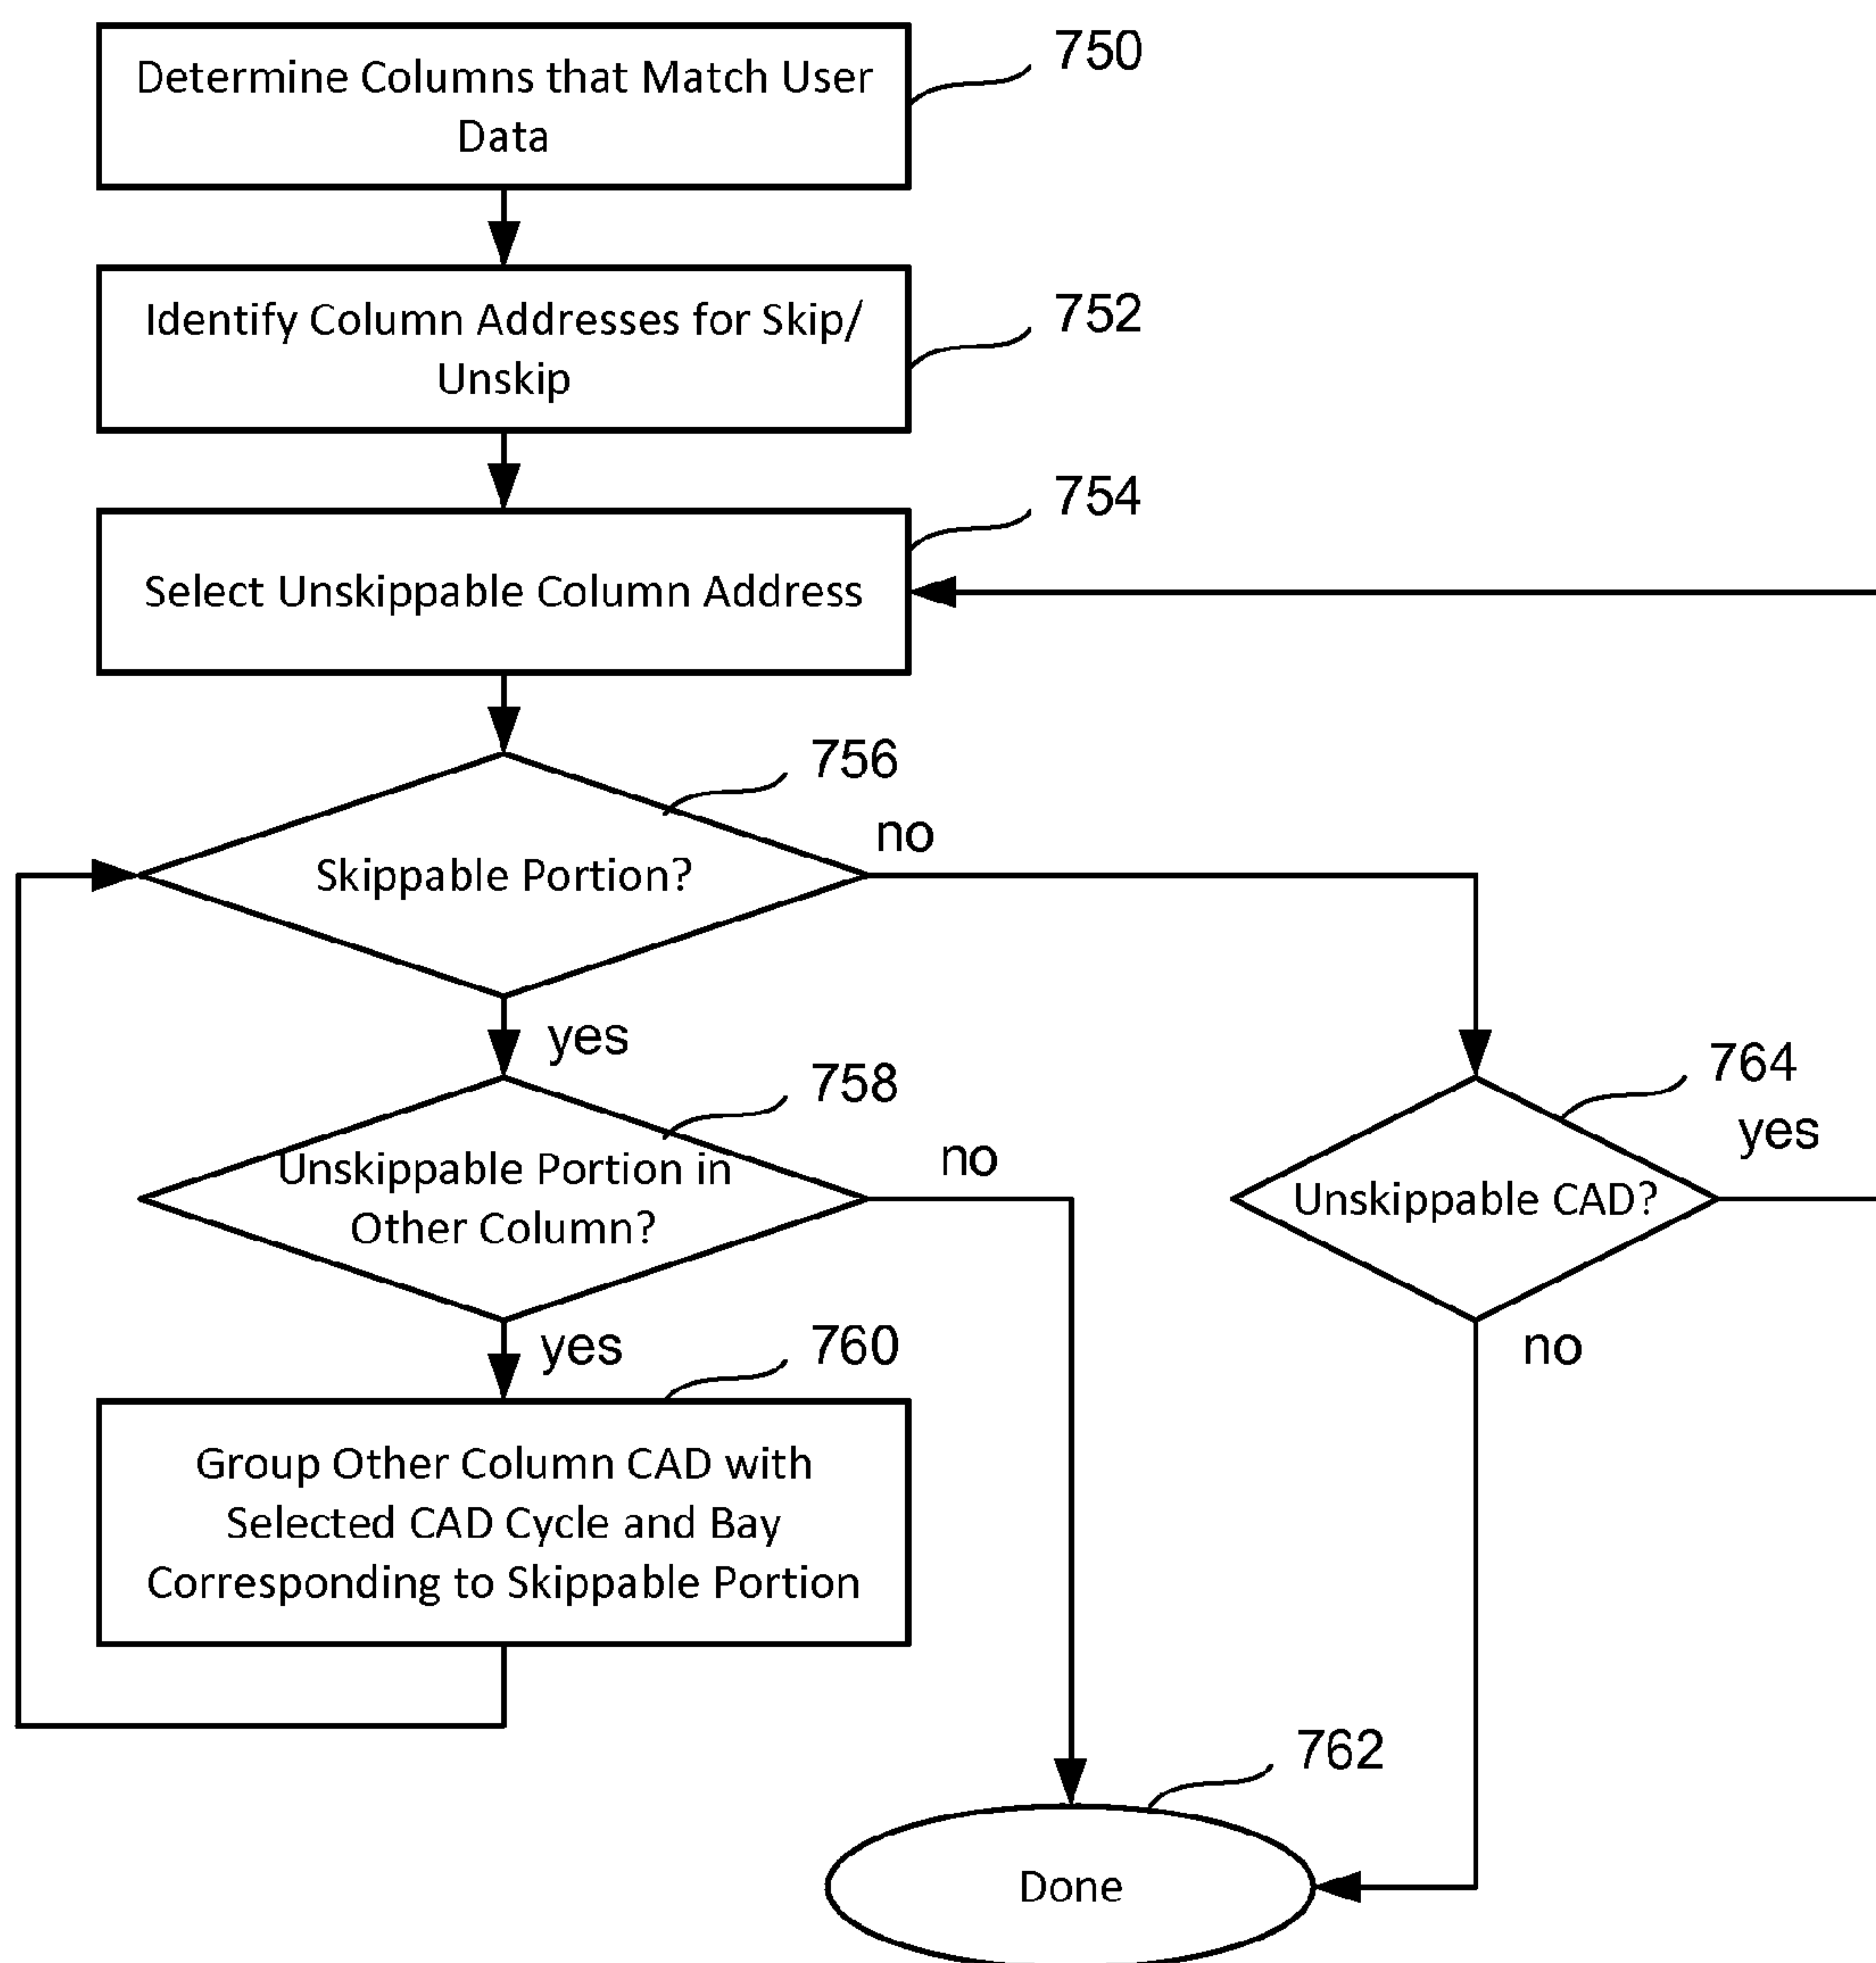 Determine Columns that Match User
Data
750
Identify Column Addresses for Skip/
Unskip
752
Select Unskippable Column Address
754
756
Skippable Portion?
no
yes
758
Unskippable Portion in
Other Column?
no
764
yes
Unskippable CAD?
no
yes
760
Group Other Column CAD with
Selected CAD Cycle and Bay
Corresponding to Skippable Portion
762
Done